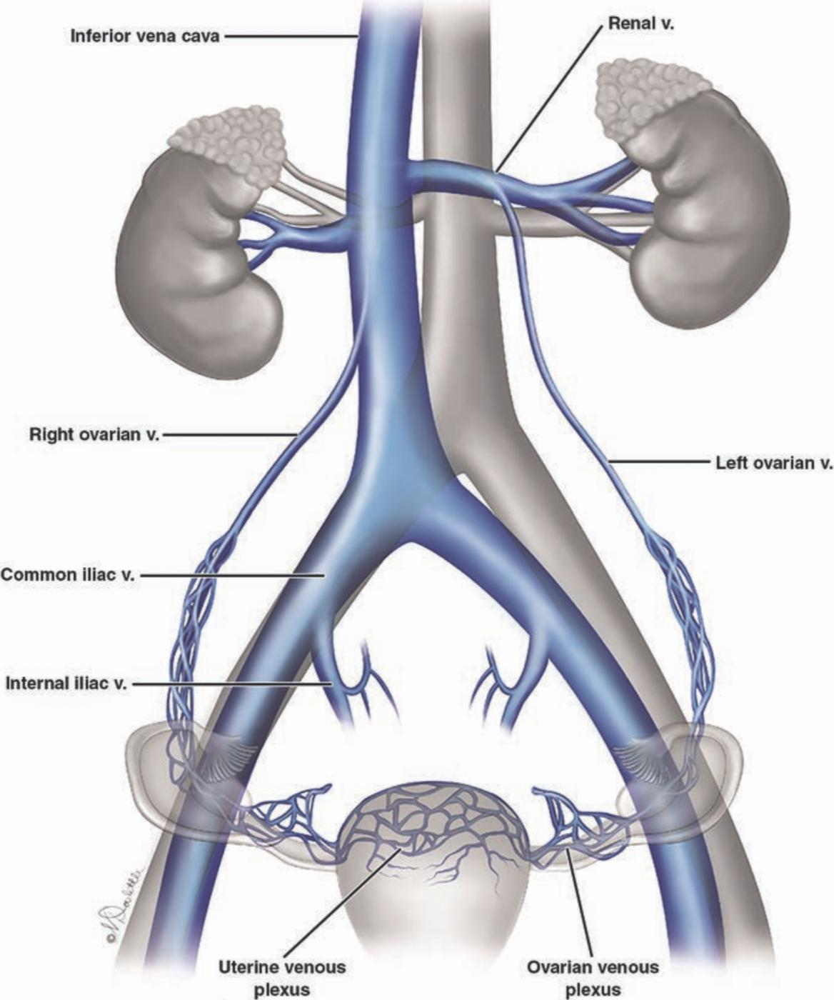 Renal v.
Inferior vena cava
Right ovarian v.
Left ovarian v.
Common iliac v.
Internal iliac v.
Uterine venous
plexus
Ovarian venous
plexus